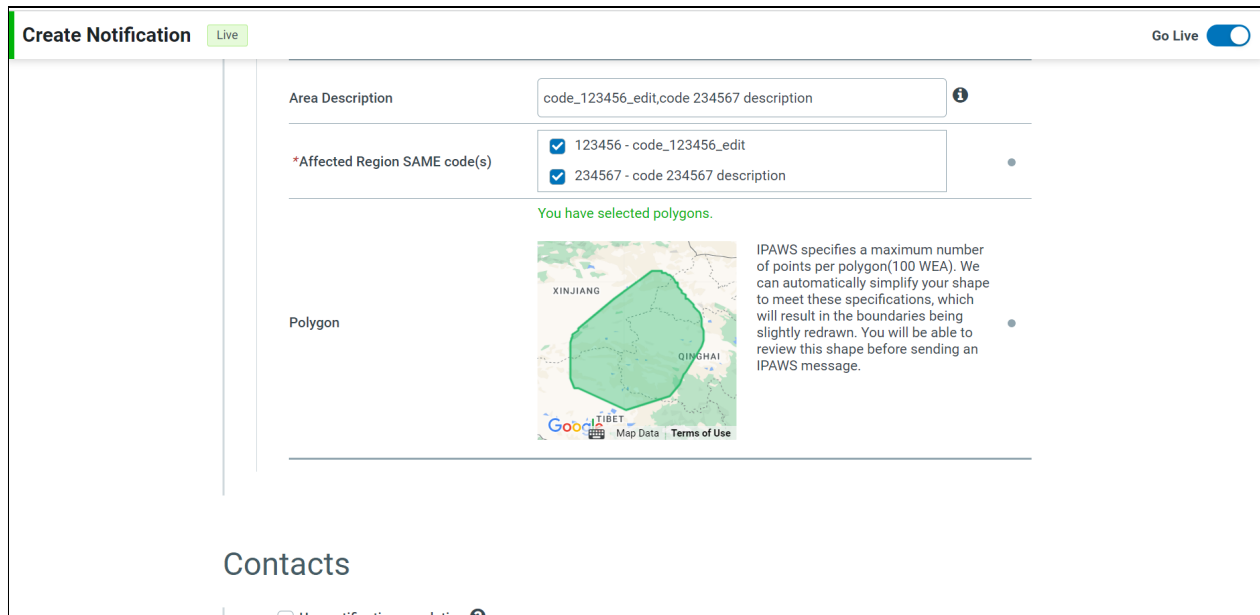 Create Notification Live Go Live
Area Description code_123456_edit,code 234567 description
*Affected Region SAME code(s)
123456 - code_123456_edit
234567 - code 234567 description
You have selected polygons.
Polygon
XINJIANG
QINGHAI
TIBET
Google
Map Data Terms of Use
IPAWS specifies a maximum number
of points per polygon(100 WEA). We
can automatically simplify your shape
to meet these specifications, which
will result in the boundaries being
slightly redrawn. You will be able to
review this shape before sending an
IPAWS message.
Contacts